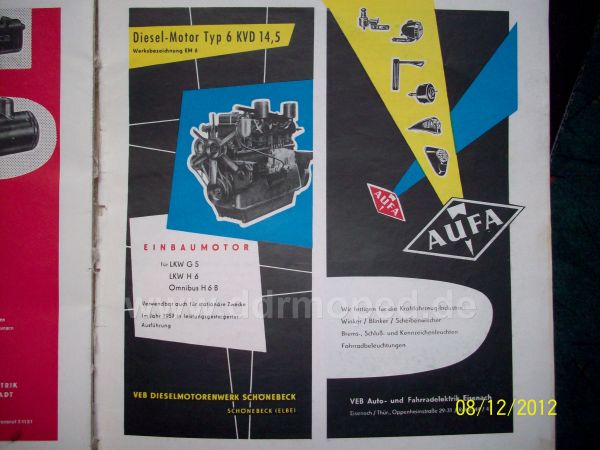 Diesel-Motor Typ 6 KVD 14,5
Werksbezeichnung EM 6
EINBAUMOTOR
für LKW G 5
LKW H 6
Omnibus H 6 B
Verwendbar auch für stationäre Zwecke
Im Jahr 1959 in leistungsgesteigerter
Ausführung
VEB DIESELMOTORENWERK SCHÖNEBECK
SCHÖNEBECK (ELBE)
AUFA
AUFA
Wir fertigen für die Kraftfahrzeugindustrie
Winker / Blinker / Scheibenwischer
Brems-, Schluß- und Kennzeichenleuchten
Fahrradbeleuchtungen
VEB Auto- und Fahrradelektrik Eisenach
Eisenach / Thür., Oppenheimstraße 29-31
www.ddrmoped.de
08/12/2012
TRIK
ADT